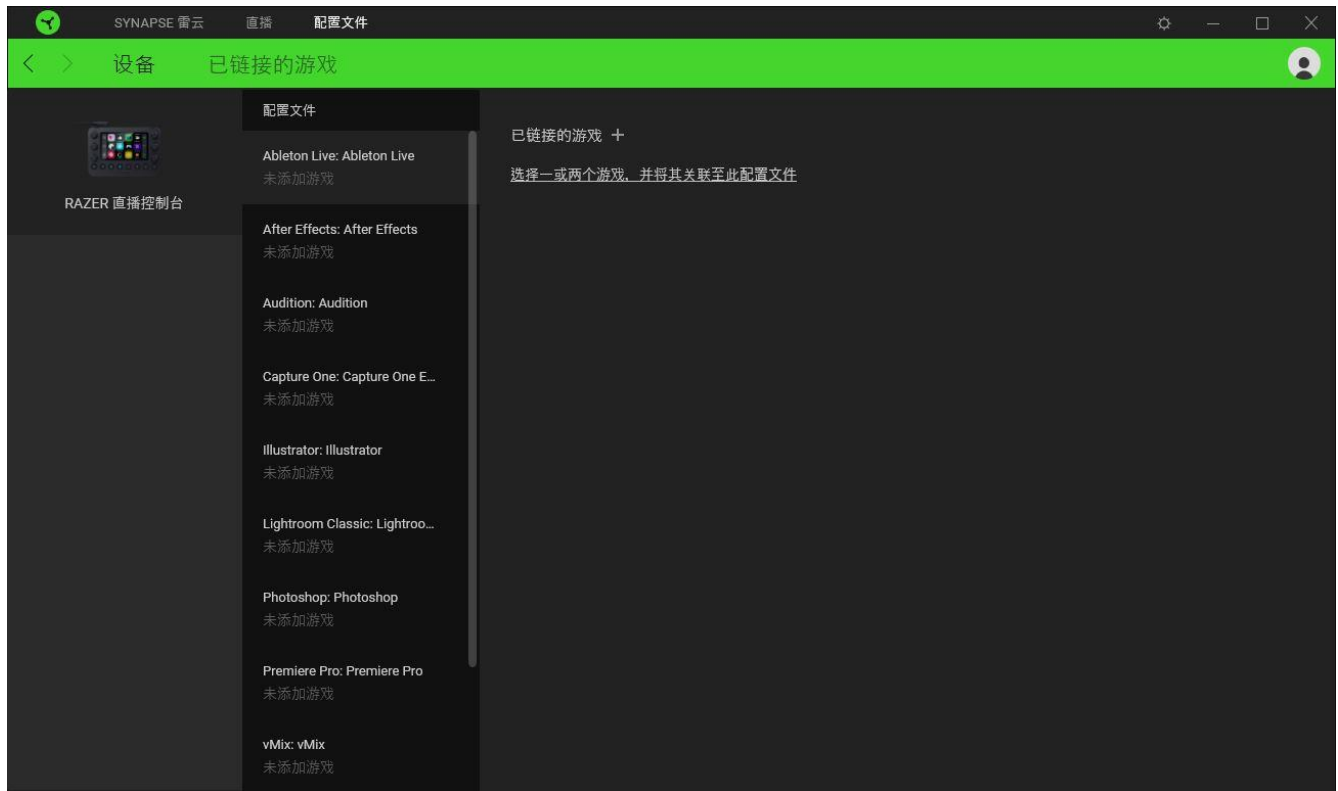 SYNAPSE 雷云 直播 配置文件
设备 已链接的游戏
RAZER 直播控制台
配置文件
Ableton Live: Ableton Live
未添加游戏
After Effects: After Effects
未添加游戏
Audition: Audition
未添加游戏
Capture One: Capture One E...
未添加游戏
Illustrator: Illustrator
未添加游戏
Lightroom Classic: Lightroo...
未添加游戏
Photoshop: Photoshop
未添加游戏
Premiere Pro: Premiere Pro
未添加游戏
vMix: vMix
未添加游戏
已链接的游戏 +
选择一或两个游戏，并将其关联至此配置文件